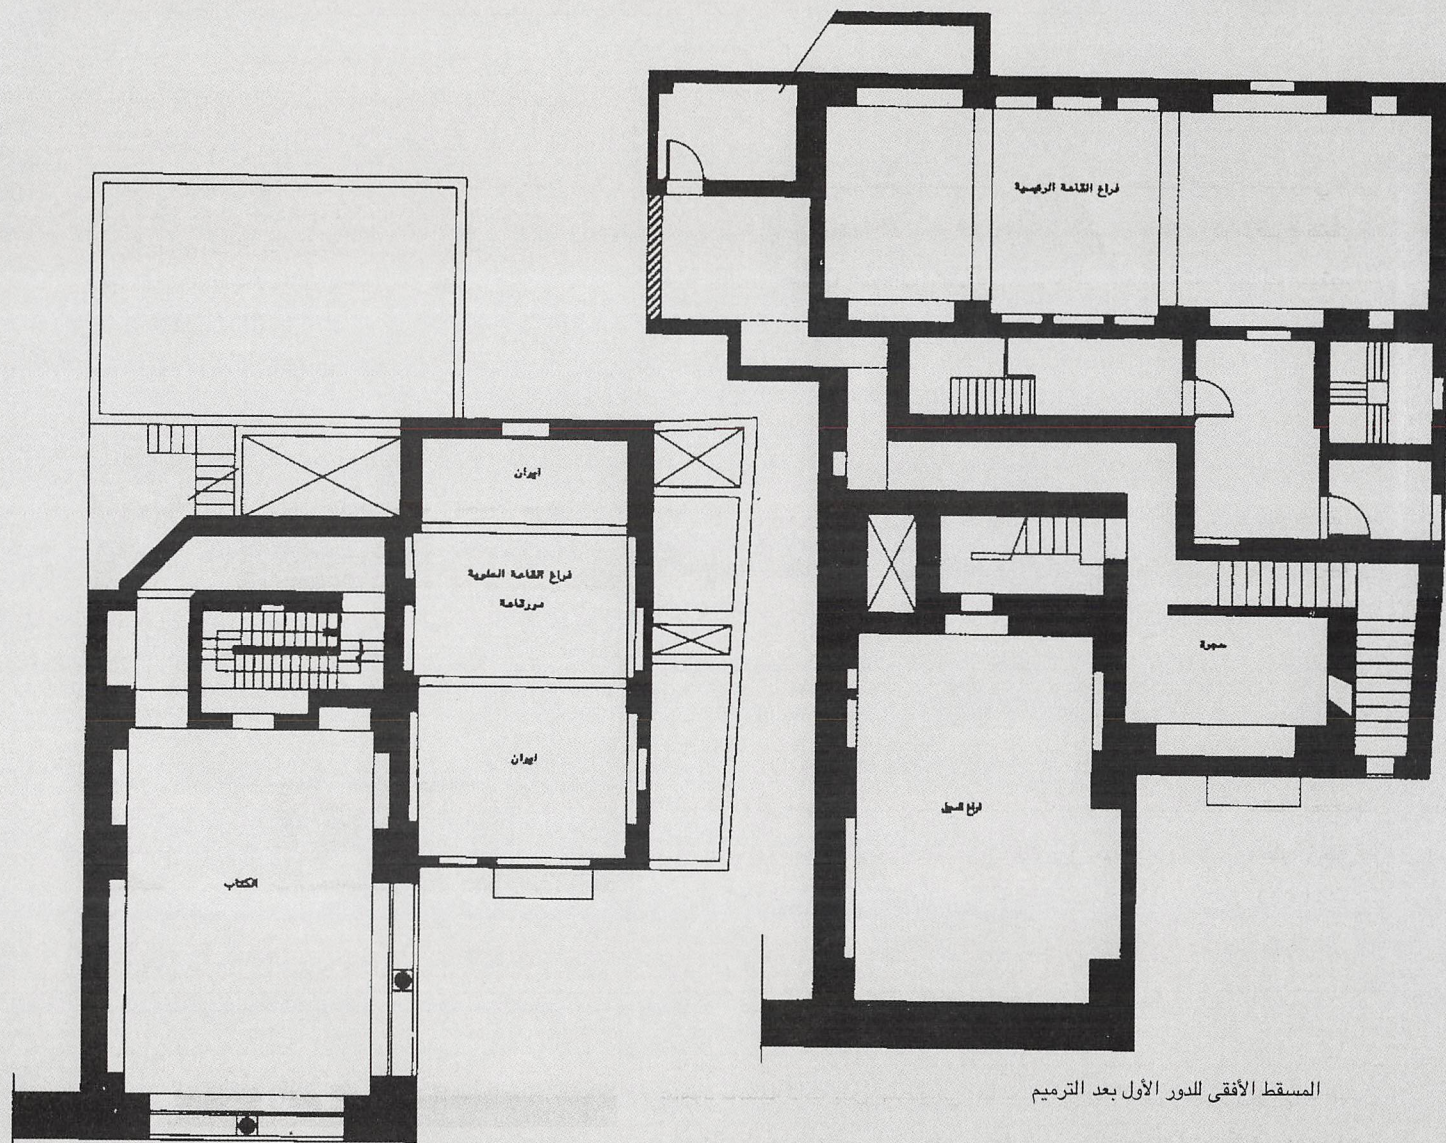 فراغ القاعة الرئيسية
حجرة
فراغ السبيل
ايوان
فراغ القاعة العلوية
دورقاعة
ايوان
الكتاب
المسقط الأفقى للدور الأول بعد الترميم